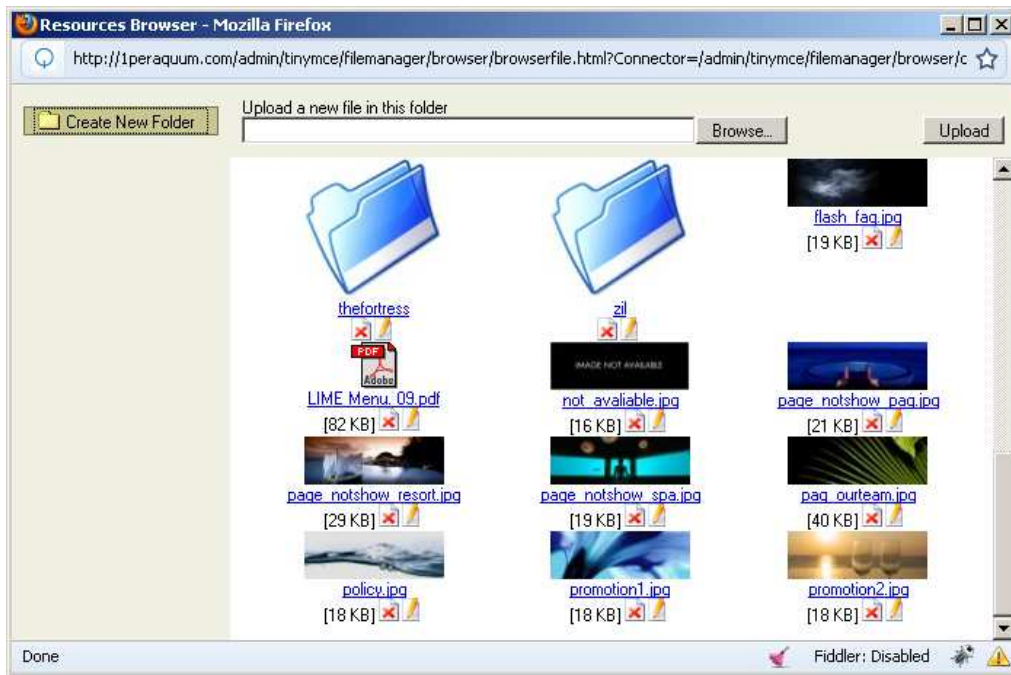 Resources Browser - Mozilla Firefox
http://1peraquum.com/admin/tinymce/filemanager/browser/browserfile.html?Connector=/admin/tinymce/filemanager/browser/c
Create New Folder
Upload a new file in this folder
Browse...
Upload
flash_faq.jpg
[19 KB]
thefortress
zil
PDF
Adobe
IMAGE NOT AVAILABLE
LIME Menu. 09.pdf
not_avaliable.jpg
page_notshow_paq.jpg
[82 KB]
[16 KB]
[21 KB]
page_notshow_resort.jpg
page_notshow_spa.jpg
paq_ourteam.jpg
[29 KB]
[19 KB]
[40 KB]
policy.jpg
promotion1.jpg
promotion2.jpg
[18 KB]
[18 KB]
[18 KB]
Done
Fiddler: Disabled